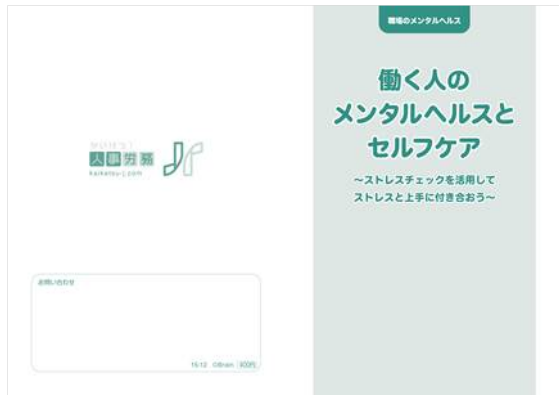 職場のメンタルヘルス
働く人の
メンタルヘルスと
セルフケア
〜ストレスチェックを活用して
ストレスと上手に付き合おう〜
人事労務
kaiketsu-j.com
お問い合わせ